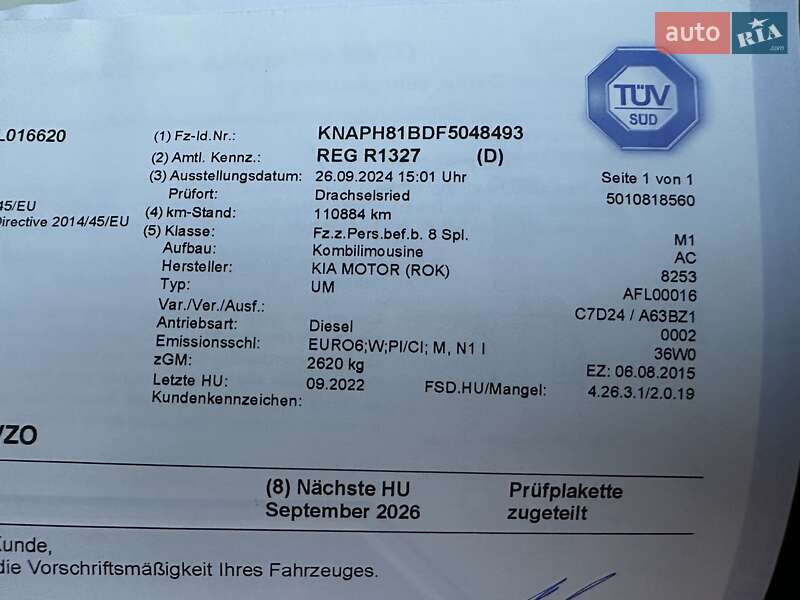 auto RIA .com
TÜV
SÜD
L016620
(1) Fz-Id.Nr.: KNAPH81BDF5048493
(2) Amtl. Kennz.: REG R1327 (D)
(3) Ausstellungsdatum: 26.09.2024 15:01 Uhr Seite 1 von 1
Prüfort: Drachselsried 5010818560
45/EU
(4) km-Stand: 110884 km
Directive 2014/45/EU
(5) Klasse: Fz.z.Pers.bef.b. 8 Spl. M1
Aufbau: Kombilimousine AC
Hersteller: KIA MOTOR (ROK) 8253
Typ: UM AFL00016
Var./Ver./Ausf.: C7D24 / A63BZ1
Antriebsart: Diesel 0002
Emissionsschl: EURO6;W;PI/CI; M, N1 I 36W0
zGM: 2620 kg EZ: 06.08.2015
Letzte HU: 09.2022 FSD.HU/Mangel: 4.26.3.1/2.0.19
Kundenkennzeichen:
VZO
(8) Nächste HU Prüfplakette
September 2026 zugeteilt
Kunde,
die Vorschriftsmäßigkeit Ihres Fahrzeuges.